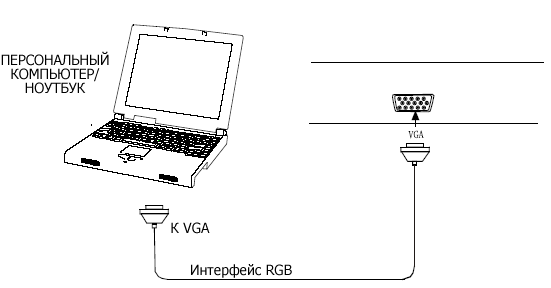 ПЕРСОНАЛЬНЫЙ
КОМПЬЮТЕР/
НОУТБУК
VGA
К VGA
Интерфейс RGB